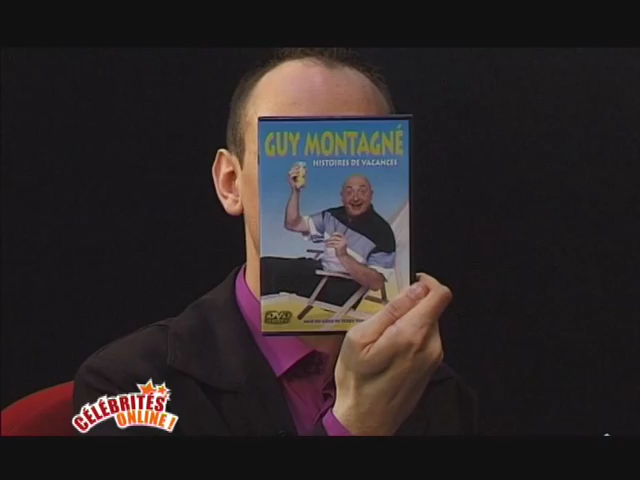 GUY MONTAGNÉ
HISTOIRES DE VACANCES
DVD
CÉLÉBRITÉS
ONLINE !